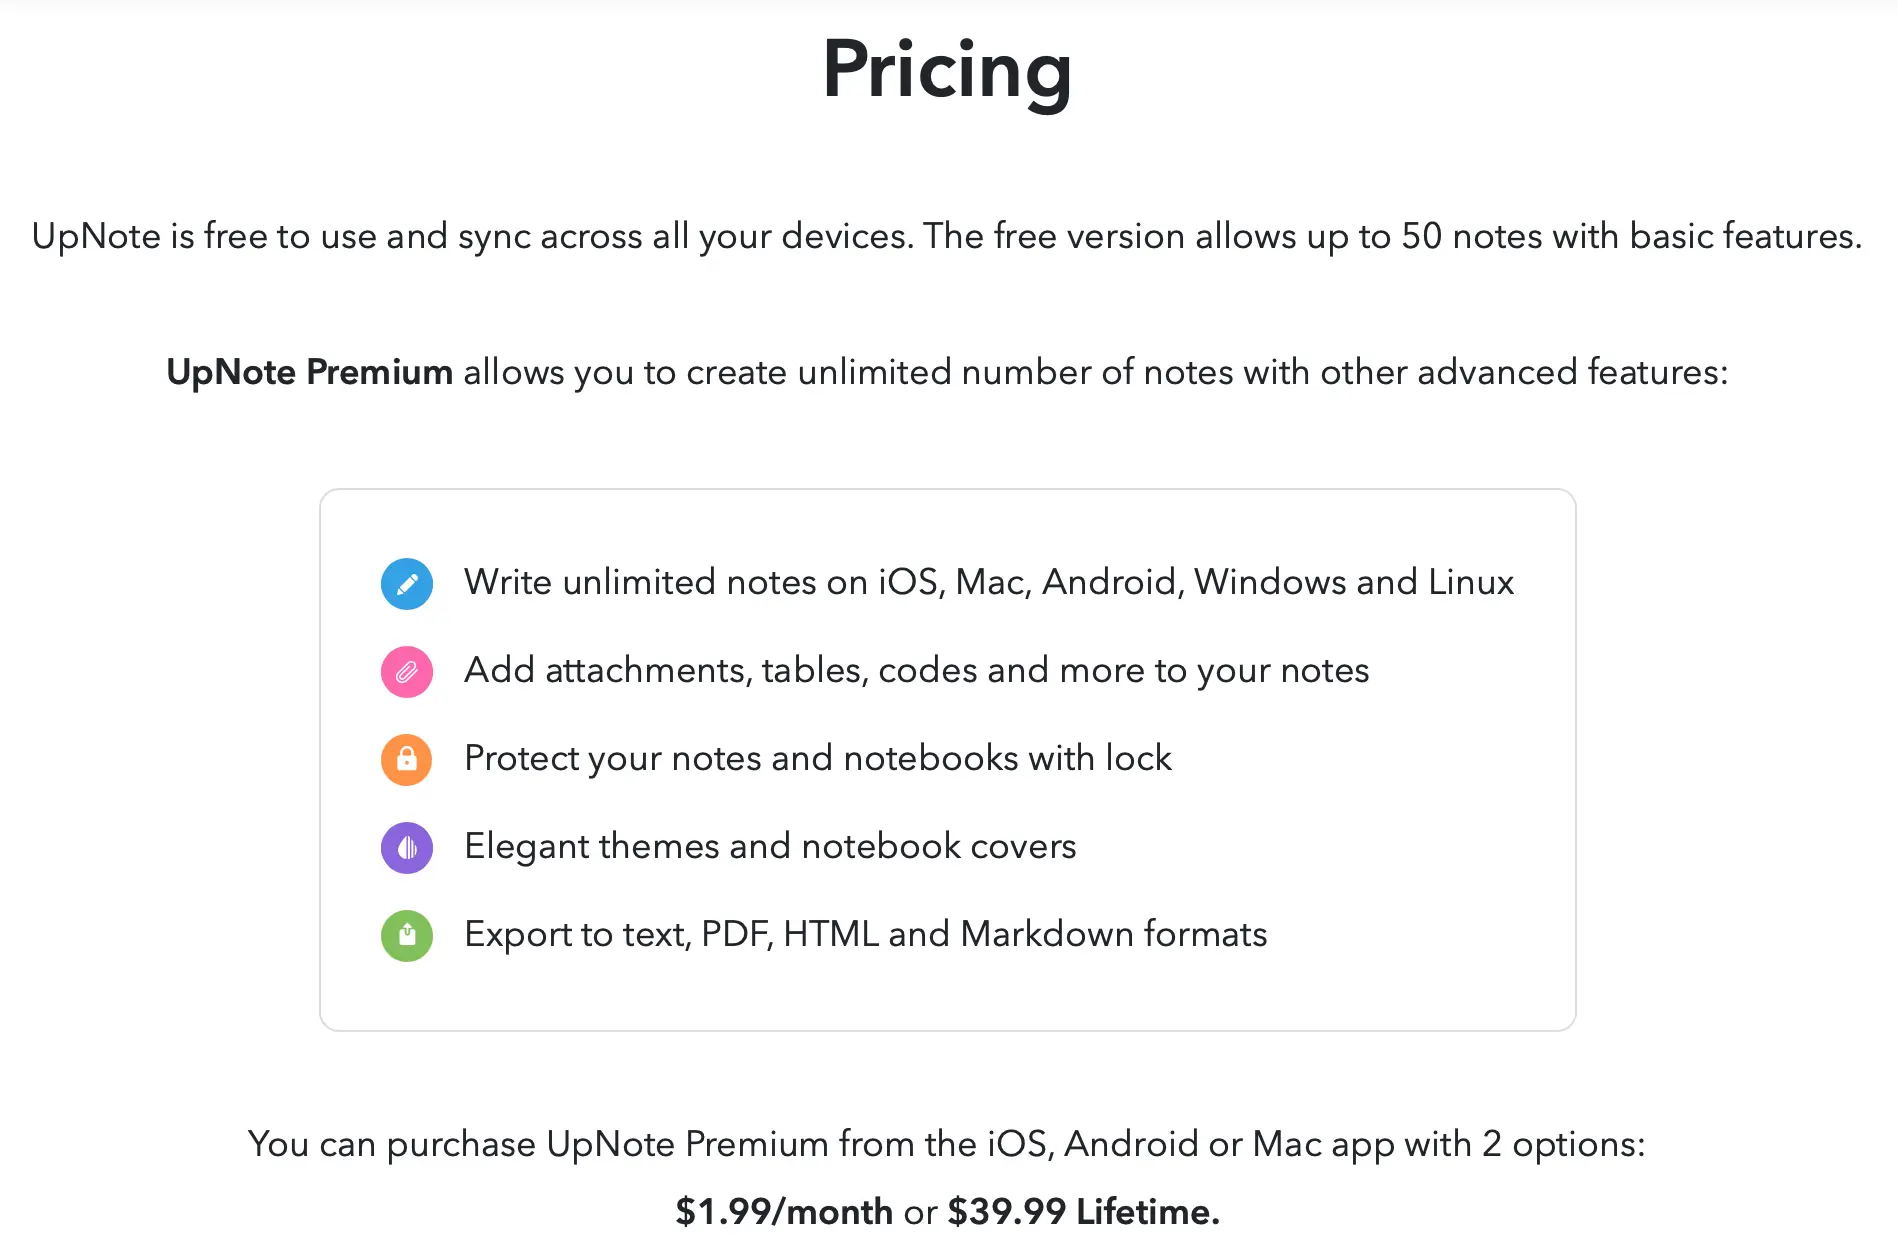 Pricing
UpNote is free to use and sync across all your devices. The free version allows up to 50 notes with basic features.
UpNote Premium allows you to create unlimited number of notes with other advanced features:
Write unlimited notes on iOS, Mac, Android, Windows and Linux
Add attachments, tables, codes and more to your notes
Protect your notes and notebooks with lock
Elegant themes and notebook covers
Export to text, PDF, HTML and Markdown formats
You can purchase UpNote Premium from the iOS, Android or Mac app with 2 options:
$1.99/month or $39.99 Lifetime.